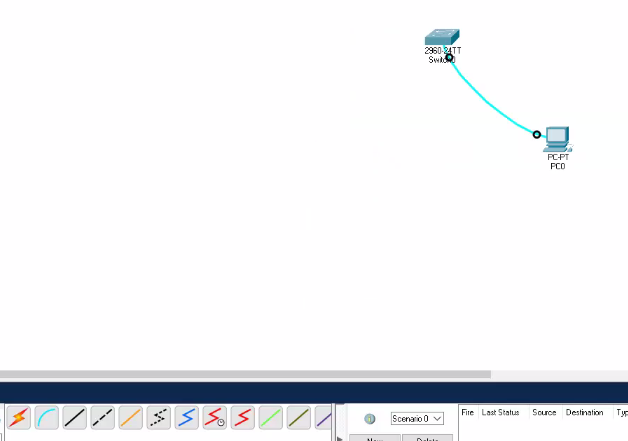 2960-24TT
Switch0
PC-PT
PC0
Scenario 0
Fire Last Status Source Destination
New Delete